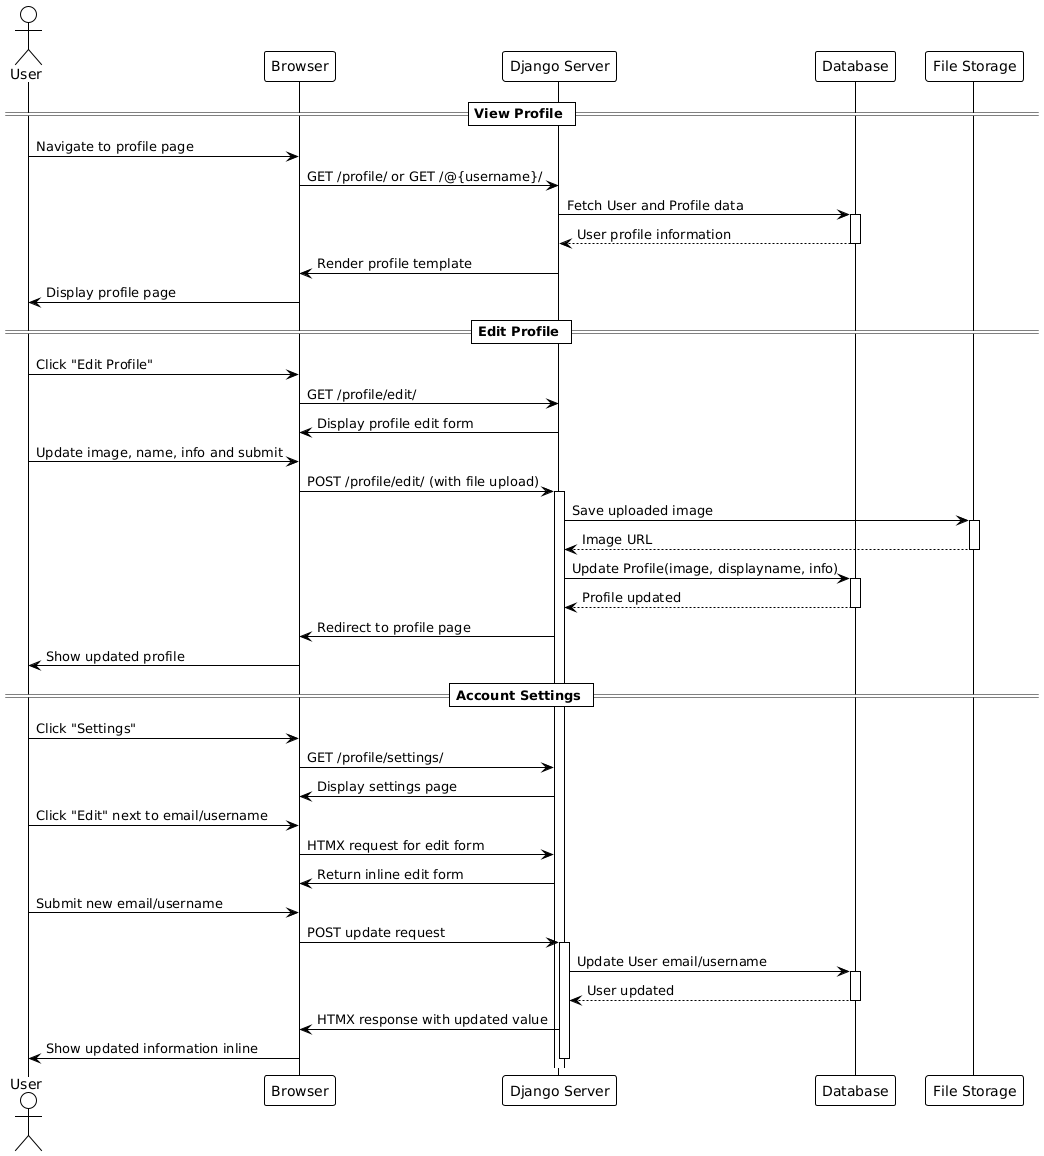 User
Browser
Django Server
Database
File Storage
View Profile
Navigate to profile page
GET /profile/ or GET /@{username}/
Fetch User and Profile data
User profile information
Render profile template
Display profile page
Edit Profile
Click "Edit Profile"
GET /profile/edit/
Display profile edit form
Update image, name, info and submit
POST /profile/edit/ (with file upload)
Save uploaded image
Image URL
Update Profile(image, displayname, info)
Profile updated
Redirect to profile page
Show updated profile
Account Settings
Click "Settings"
GET /profile/settings/
Display settings page
Click "Edit" next to email/username
HTMX request for edit form
Return inline edit form
Submit new email/username
POST update request
Update User email/username
User updated
HTMX response with updated value
Show updated information inline
User
Browser
Django Server
Database
File Storage